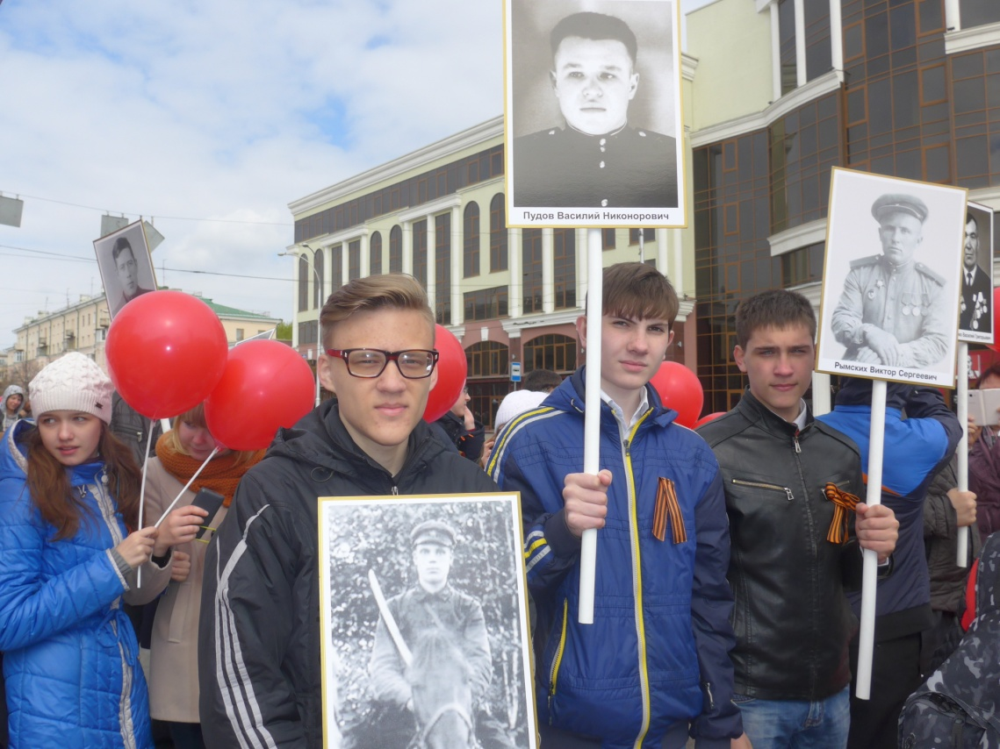 Пудов Василий Никонорович
Рымских Виктор Сергеевич